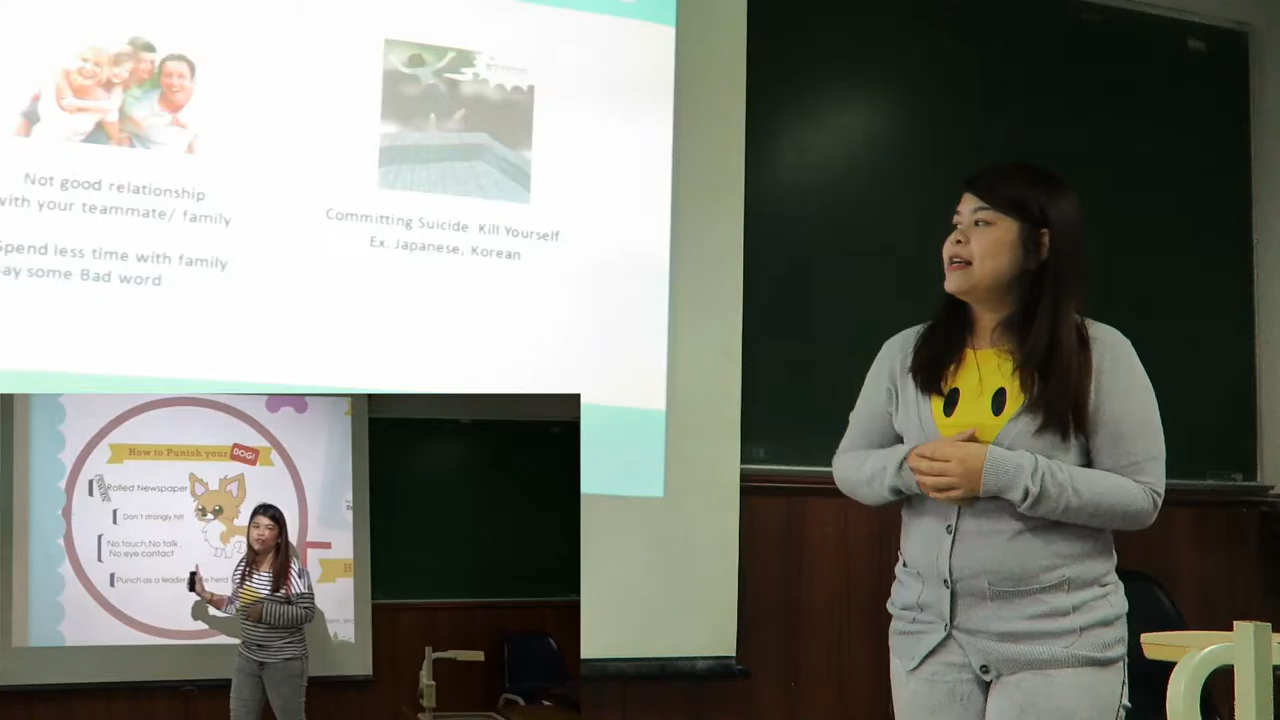 Not good relationship
with your teammate/ family
Spend less time with family
Say some Bad word
Committing Suicide Kill Yourself
Ex. Japanese, Korean
How to Punish your DOG!
Rolled Newspaper
Don't strongly hit!
No touch,No talk,
No eye contact
Punch as a leader herd
H